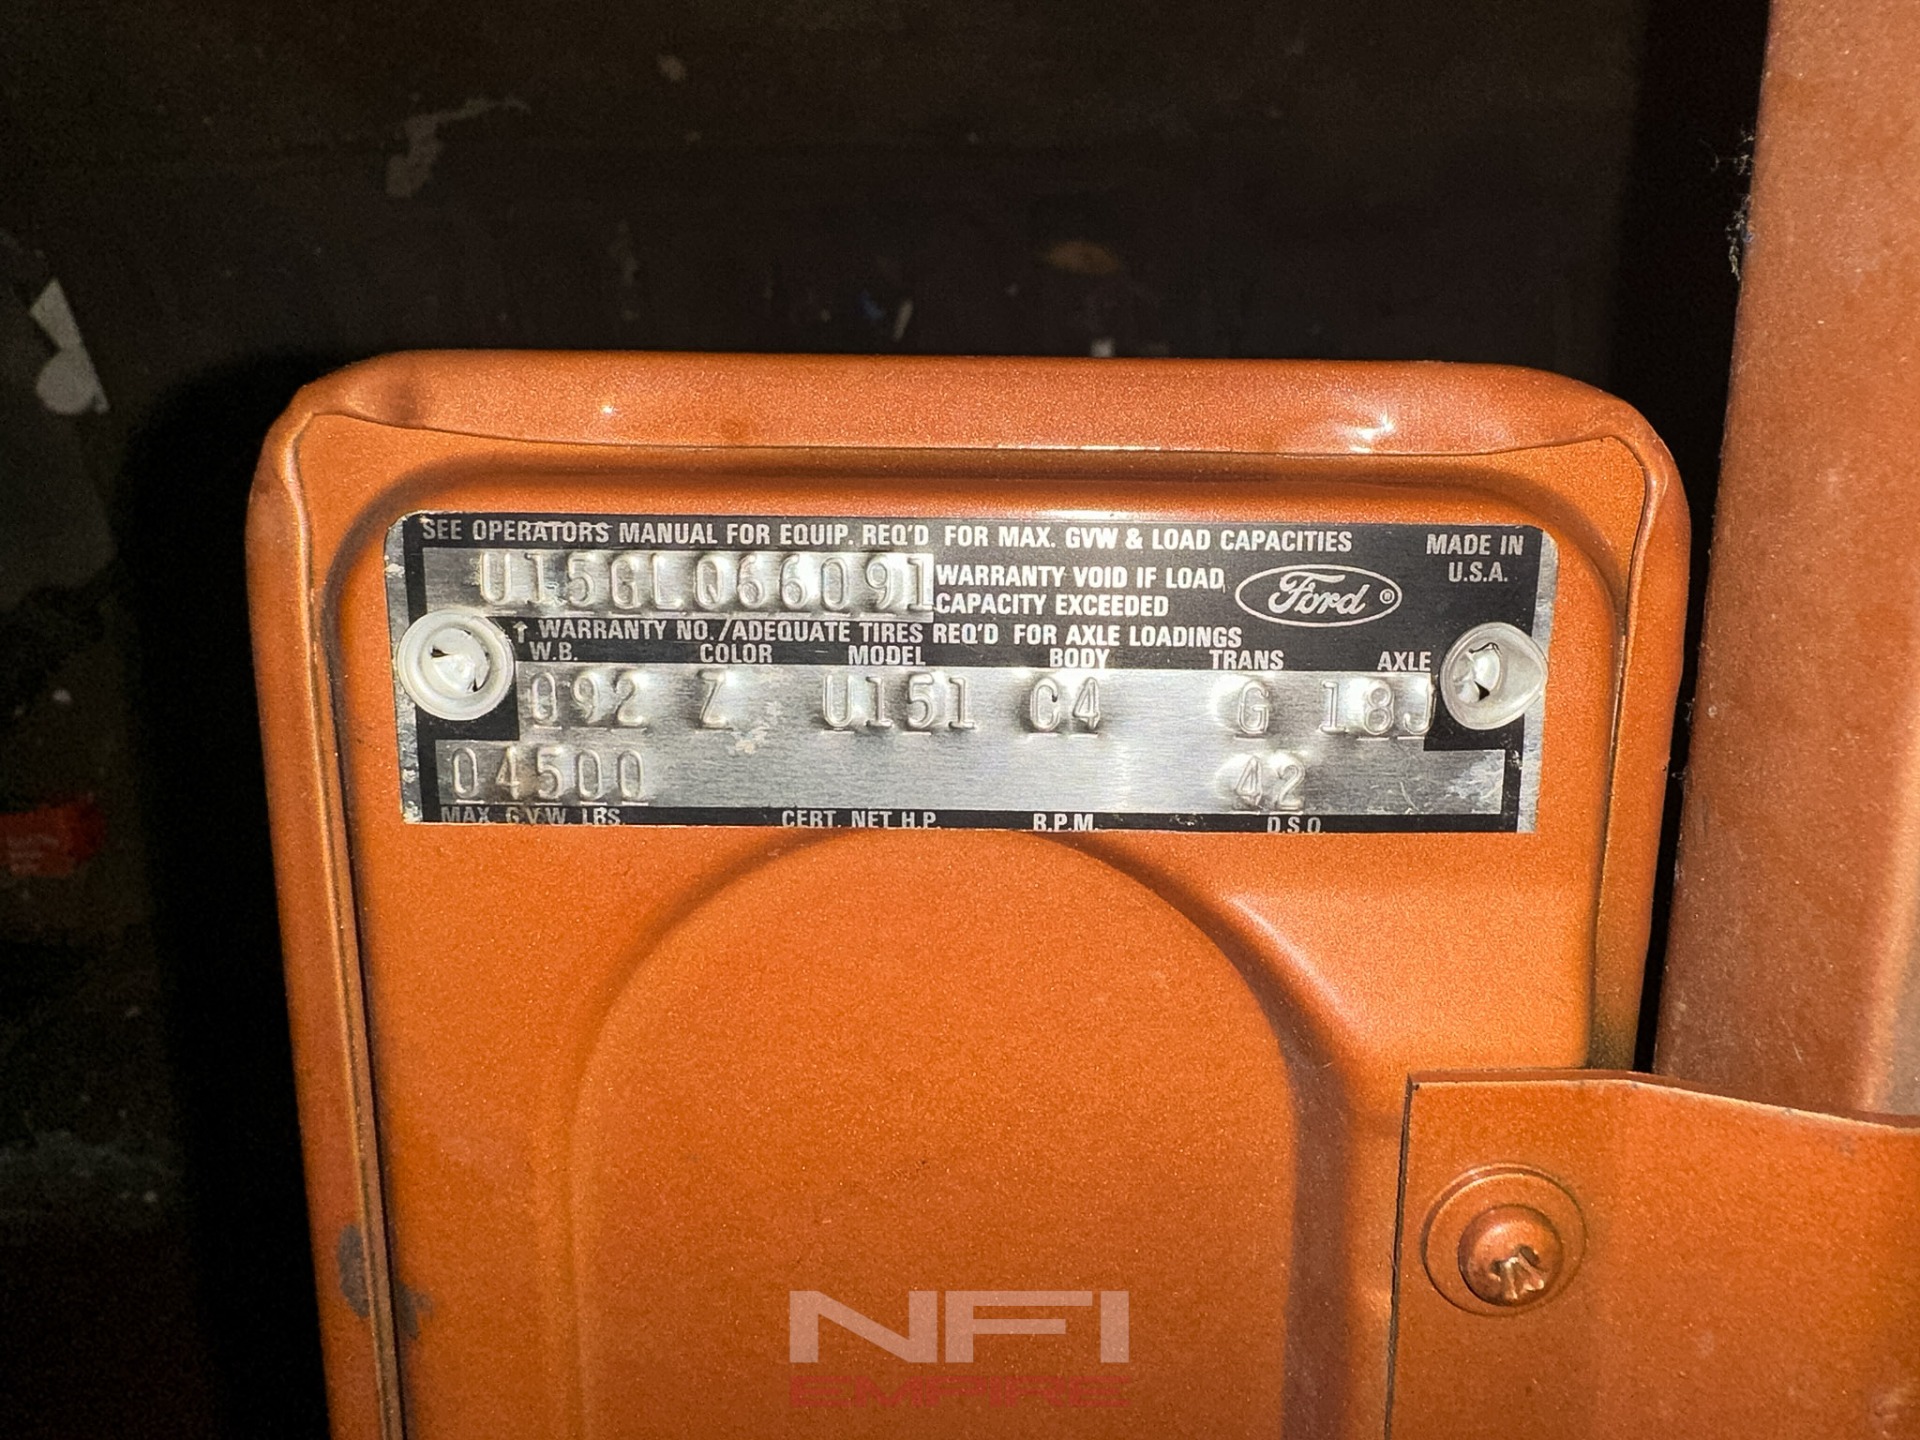 SEE OPERATORS MANUAL FOR EQUIP. REQ'D FOR MAX. GVW & LOAD CAPACITIES
MADE IN
U.S.A.
U15GLQ66091
WARRANTY VOID IF LOAD
CAPACITY EXCEEDED
Ford ®
↑ WARRANTY NO./ADEQUATE TIRES REQ'D FOR AXLE LOADINGS
W.B. COLOR MODEL BODY TRANS AXLE
092 Z U151 C4 G 18J
04500 42
MAX. G.V.W. LBS. CERT. NET H.P. R.P.M. D.S.O.
NFI
EMPIRE